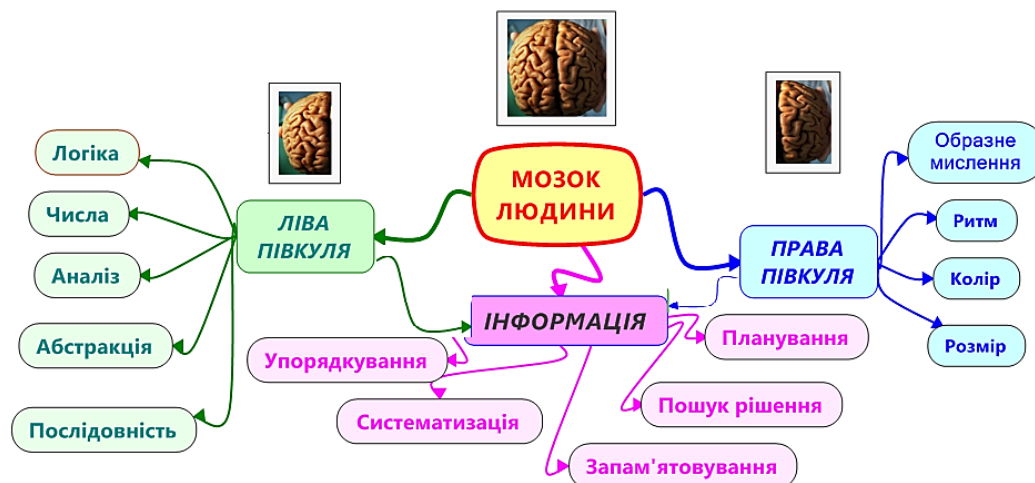 МОЗОК
ЛЮДИНИ
ЛІВА
ПІВКУЛЯ
Логіка
Числа
Аналіз
Абстракція
Послідовність
ПРАВА
ПІВКУЛЯ
Образне
мислення
Ритм
Колір
Розмір
ІНФОРМАЦІЯ
Упорядкування
Систематизація
Запам'ятовування
Пошук рішення
Планування